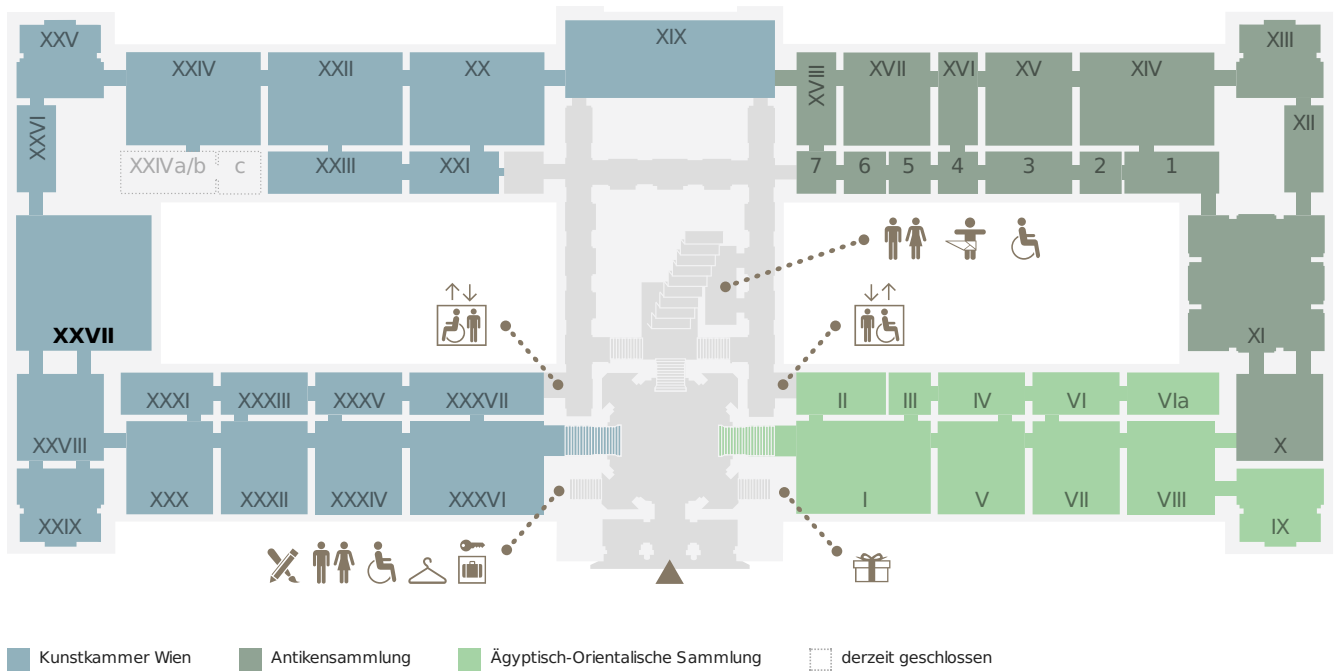 XXV
XIX
XIII
XXIV
XXII
XX
XVIII
XVII
XVI
XV
XIV
XXVI
XII
XXIVa/b
c
XXIII
XXI
7
6
5
4
3
2
1
XXVII
XI
XXXI
XXXIII
XXXV
XXXVII
II
III
IV
VI
VIa
XXVIII
X
XXX
XXXII
XXXIV
XXXVI
I
V
VII
VIII
XXIX
IX
Kunstkammer Wien
Antikensammlung
Ägyptisch-Orientalische Sammlung
derzeit geschlossen